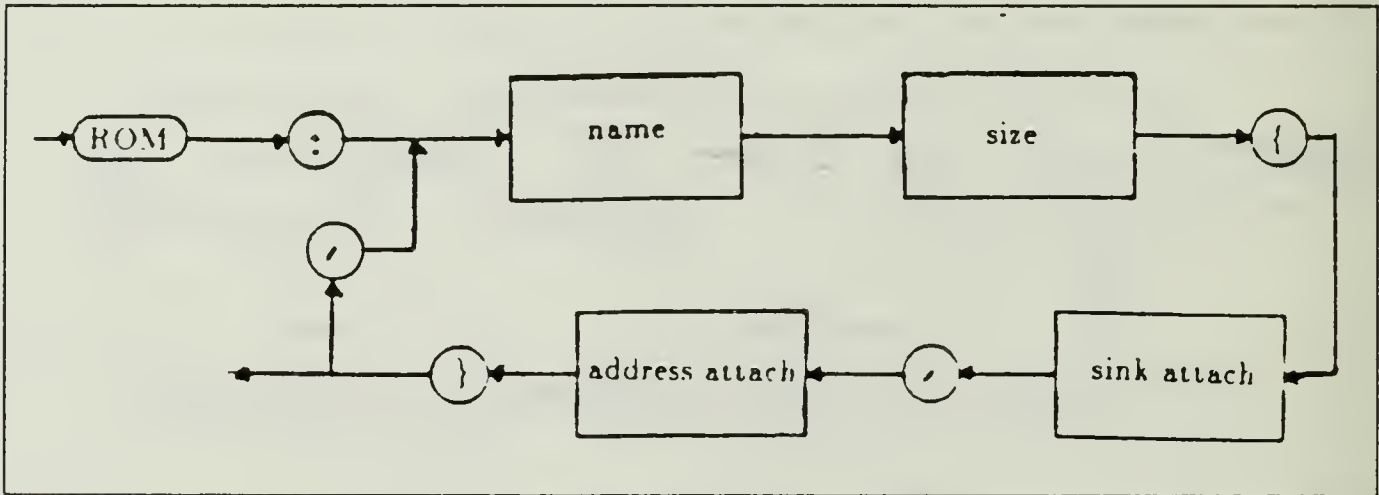 ROM : name size {
,
} address attach , sink attach